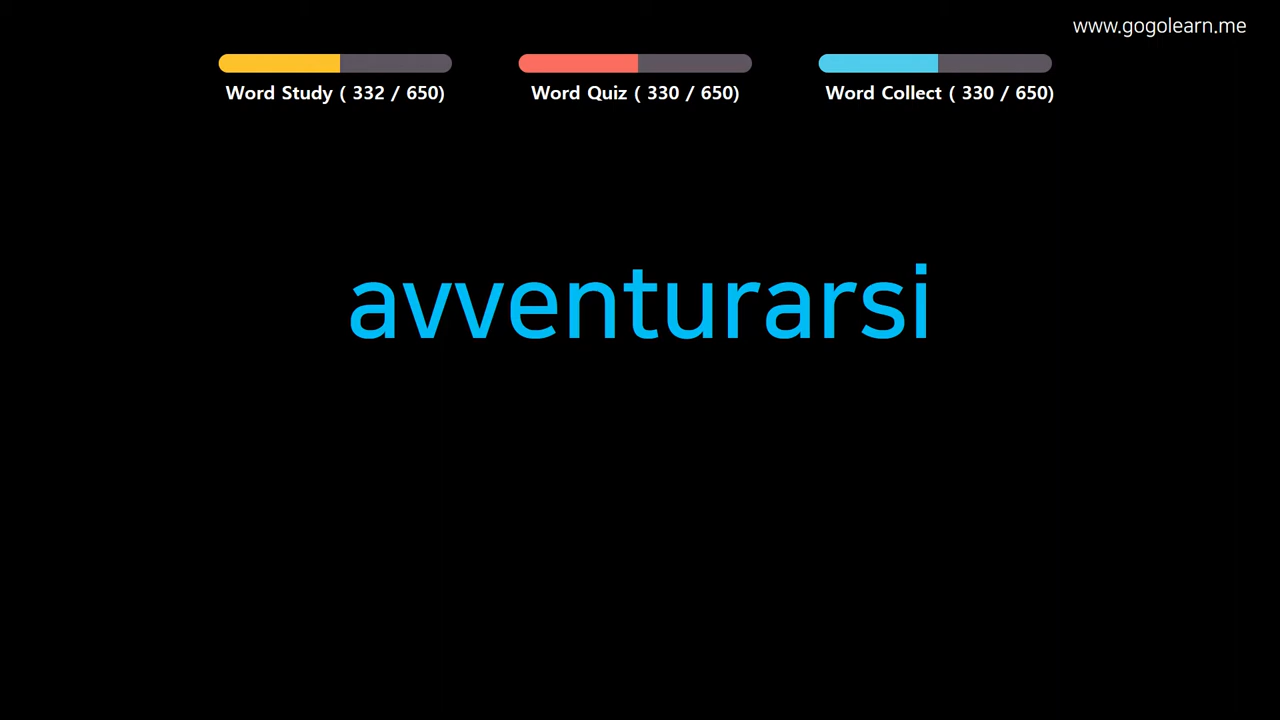 www.gogolearn.me
Word Study ( 332 / 650)
Word Quiz ( 330 / 650)
Word Collect ( 330 / 650)
avventurarsi